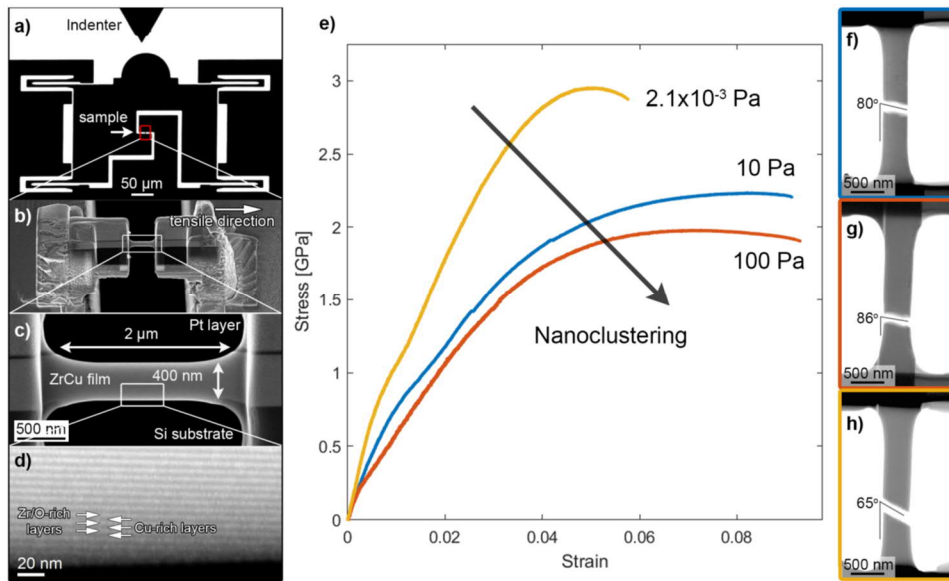 a)
Indenter
sample
50 µm
b)
tensile direction
c)
Pt layer
2 µm
ZrCu film
400 nm
500 nm
Si substrate
d)
Zr/O-rich layers
Cu-rich layers
20 nm
e)
Stress [GPa]
3
2.5
2
1.5
1
0.5
0
0
0.02
0.04
0.06
0.08
Strain
2.1x10⁻³ Pa
10 Pa
100 Pa
Nanoclustering
f)
80°
500 nm
g)
86°
500 nm
h)
65°
500 nm